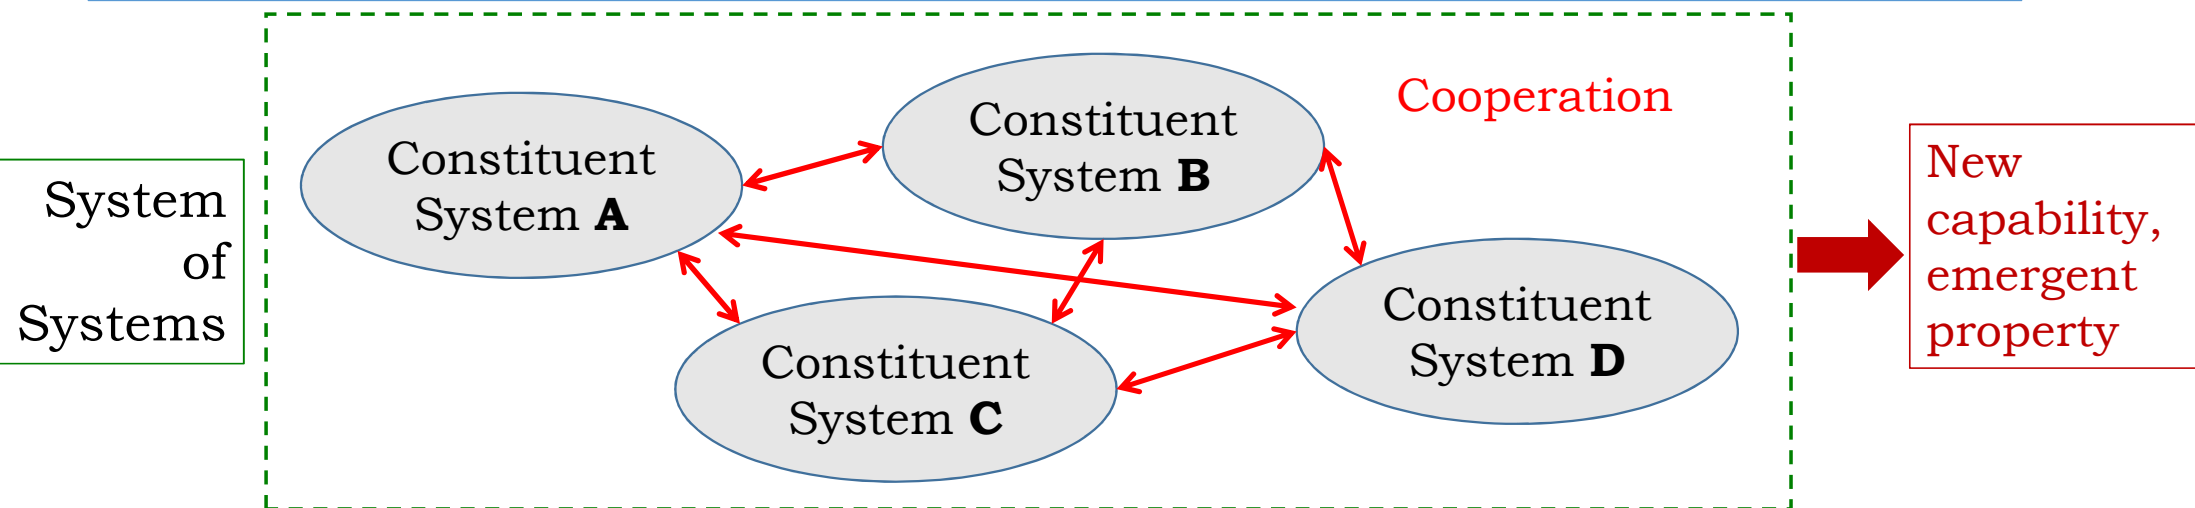 System
of
Systems
Constituent
System A
Constituent
System B
Cooperation
Constituent
System C
Constituent
System D
New
capability,
emergent
property